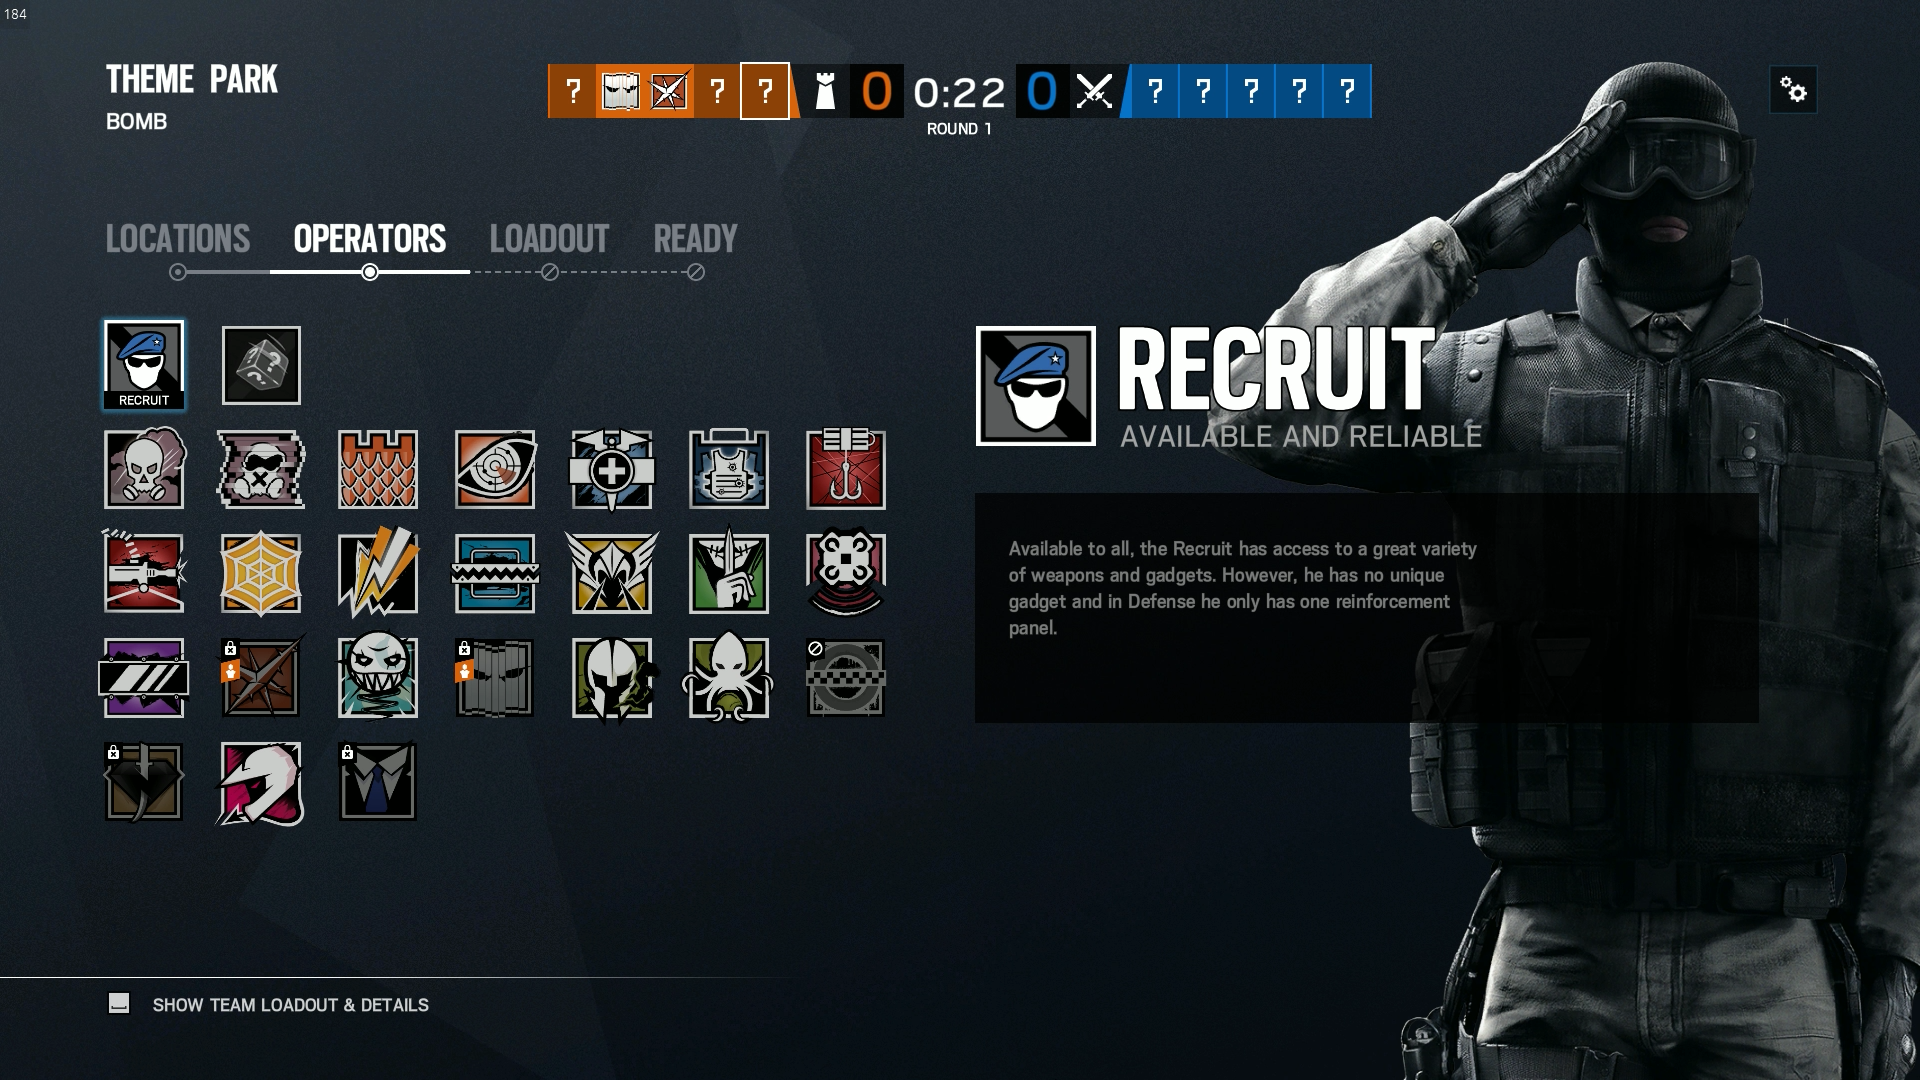 184
THEME PARK
BOMB
? ? ? 0 0:22 0 ? ? ? ? ?
ROUND 1
LOCATIONS OPERATORS LOADOUT READY
RECRUIT
RECRUIT
AVAILABLE AND RELIABLE
Available to all, the Recruit has access to a great variety
of weapons and gadgets. However, he has no unique
gadget and in Defense he only has one reinforcement
panel.
SHOW TEAM LOADOUT & DETAILS